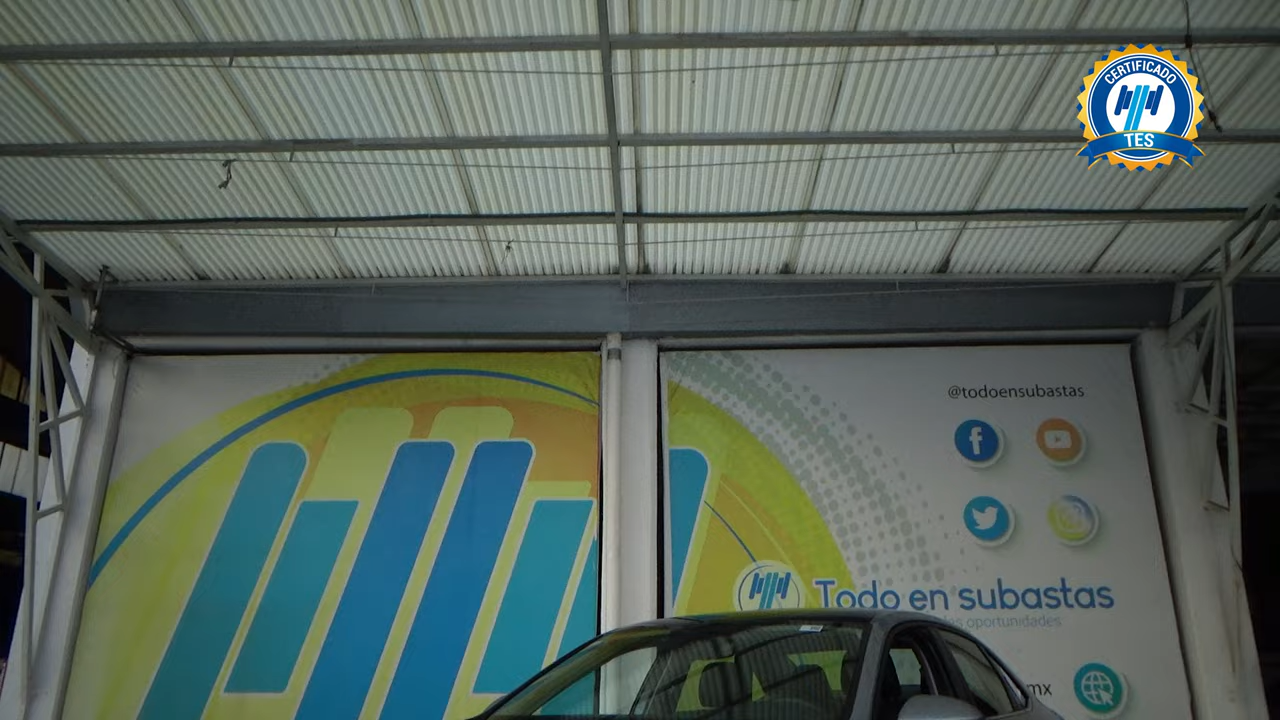 CERTIFICADO
TES
@todoensubastas
Todo en subastas
oportunidades
mx